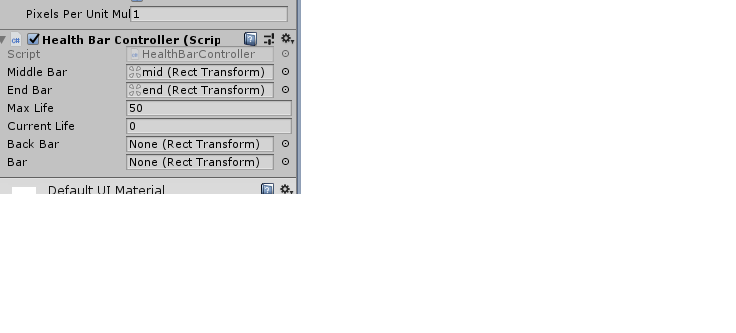 Pixels Per Unit Mul 1
Health Bar Controller (Scrip
Script HealthBarController
Middle Bar mid (Rect Transform)
End Bar end (Rect Transform)
Max Life 50
Current Life 0
Back Bar None (Rect Transform)
Bar None (Rect Transform)
Default UI Material